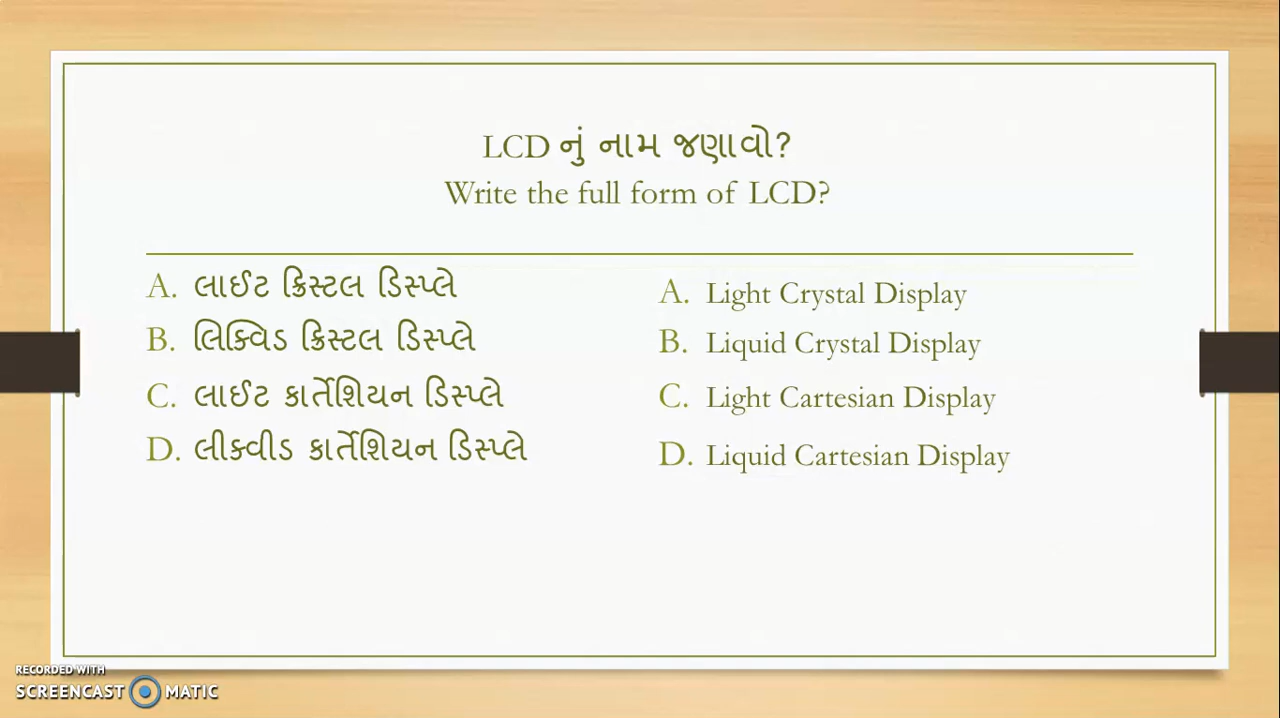 LCD નું નામ જણાવો?
Write the full form of LCD?
A. લાઈટ ક્રિસ્ટલ ડિસ્પ્લે
B. લિક્વિડ ક્રિસ્ટલ ડિસ્પ્લે
C. લાઈટ કાર્તેશિયન ડિસ્પ્લે
D. લીક્વીડ કાર્તેશિયન ડિસ્પ્લે
A. Light Crystal Display
B. Liquid Crystal Display
C. Light Cartesian Display
D. Liquid Cartesian Display
RECORDED WITH
SCREENCAST MATIC